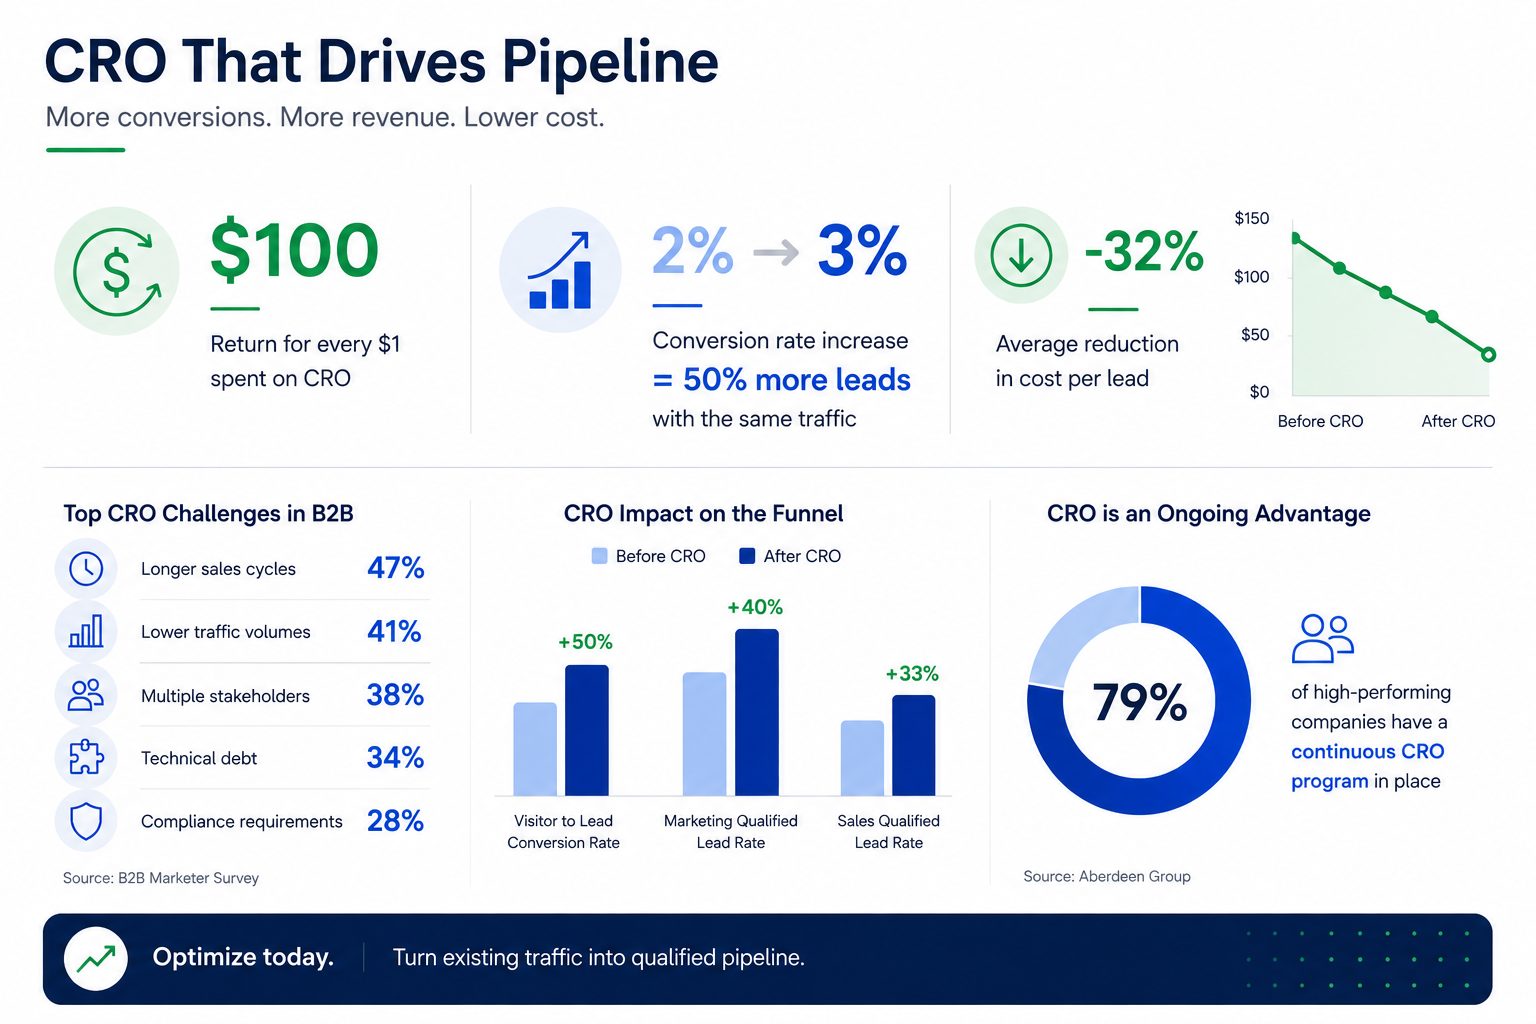 CRO That Drives Pipeline
More conversions. More revenue. Lower cost.
$
$100
Return for every $1
spent on CRO
2% → 3%
Conversion rate increase
= 50% more leads
with the same traffic
-32%
Average reduction
in cost per lead
$150
$100
$50
$0
Before CRO
After CRO
Top CRO Challenges in B2B
Longer sales cycles 47%
Lower traffic volumes 41%
Multiple stakeholders 38%
Technical debt 34%
Compliance requirements 28%
Source: B2B Marketer Survey
CRO Impact on the Funnel
Before CRO
After CRO
+50%
+40%
+33%
Visitor to Lead
Conversion Rate
Marketing Qualified
Lead Rate
Sales Qualified
Lead Rate
CRO is an Ongoing Advantage
79%
of high-performing
companies have a
continuous CRO
program in place
Source: Aberdeen Group
Optimize today.
Turn existing traffic into qualified pipeline.